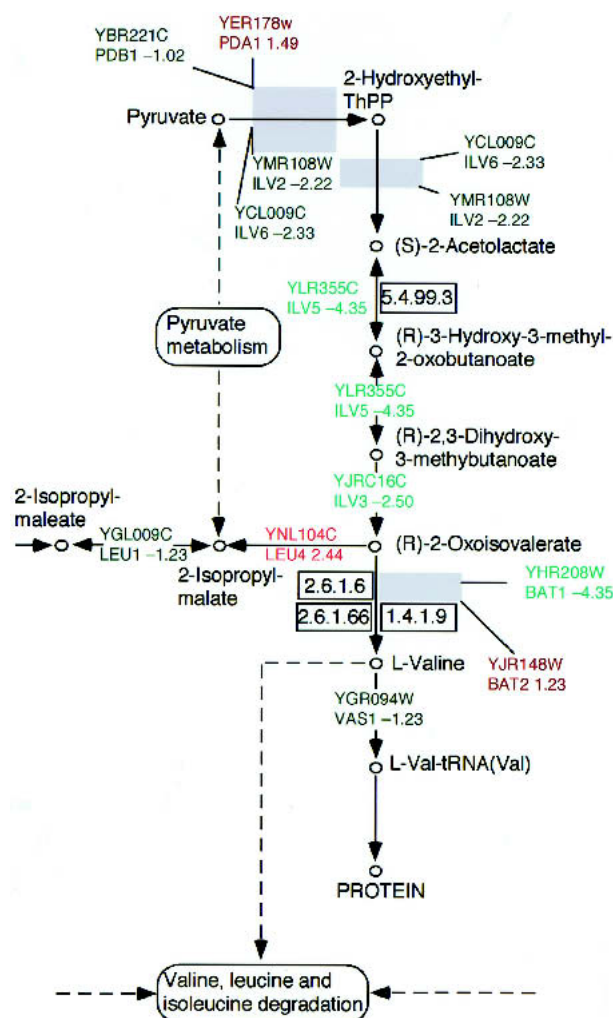 YER178w
PDA1 1.49
YBR221C
PDB1 −1.02
2-Hydroxyethyl-
ThPP
Pyruvate
YMR108W
ILV2 −2.22
YCL009C
ILV6 −2.33
YCL009C
ILV6 −2.33
YMR108W
ILV2 −2.22
(S)-2-Acetolactate
YLR355C
ILV5 −4.35
5.4.99.3
Pyruvate
metabolism
(R)-3-Hydroxy-3-methyl-
2-oxobutanoate
YLR355C
ILV5 −4.35
(R)-2,3-Dihydroxy-
3-methybutanoate
YJRC16C
ILV3 −2.50
2-Isopropyl-
maleate
YGL009C
LEU1 −1.23
YNL104C
LEU4 2.44
(R)-2-Oxoisovalerate
2-Isopropyl-
malate
2.6.1.6
2.6.1.66
1.4.1.9
YHR208W
BAT1 −4.35
YJR148W
BAT2 1.23
L-Valine
YGR094W
VAS1 −1.23
L-Val-tRNA(Val)
PROTEIN
Valine, leucine and
isoleucine degradation